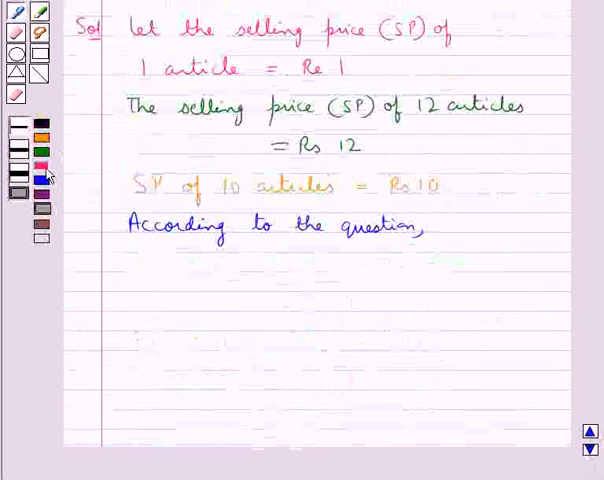 Sol Let the selling price (SP) of
1 article = Re 1
The selling price (SP) of 12 articles
= Rs 12
SP of 10 articles = Rs 10
According to the question,